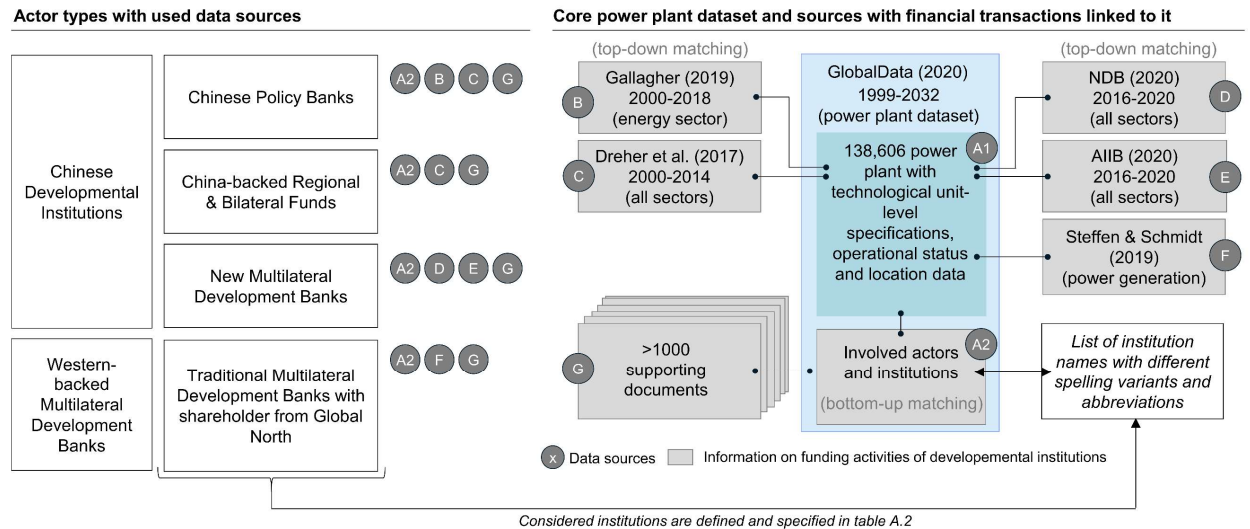 Actor types with used data sources
Chinese
Developmental
Institutions
Chinese Policy Banks
A2 B C G
China-backed Regional
& Bilateral Funds
A2 C G
New Multilateral
Development Banks
A2 D E G
Western-
backed
Multilateral
Development
Banks
Traditional Multilateral
Development Banks with
shareholder from Global
North
A2 F G
Core power plant dataset and sources with financial transactions linked to it
(top-down matching)
B
Gallagher (2019)
2000-2018
(energy sector)
C
Dreher et al. (2017)
2000-2014
(all sectors)
G
>1000
supporting
documents
GlobalData (2020)
1999-2032
(power plant dataset)
A1
138,606 power
plant with
technological unit-
level
specifications,
operational status
and location data
A2
Involved actors
and institutions
(bottom-up matching)
(top-down matching)
NDB (2020)
2016-2020
(all sectors)
D
AIIB (2020)
2016-2020
(all sectors)
E
Steffen & Schmidt
(2019)
(power generation)
F
List of institution
names with different
spelling variants and
abbreviations
x Data sources
Information on funding activities of developemental institutions
Considered institutions are defined and specified in table A.2